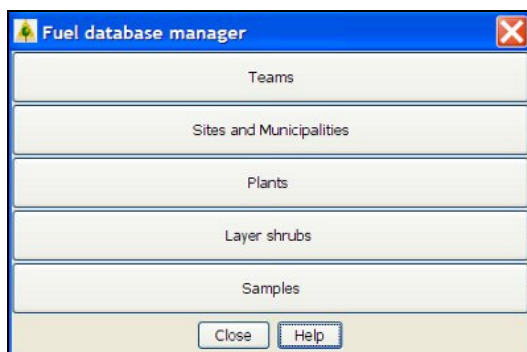 Fuel database manager
Teams
Sites and Municipalities
Plants
Layer shrubs
Samples
Close Help